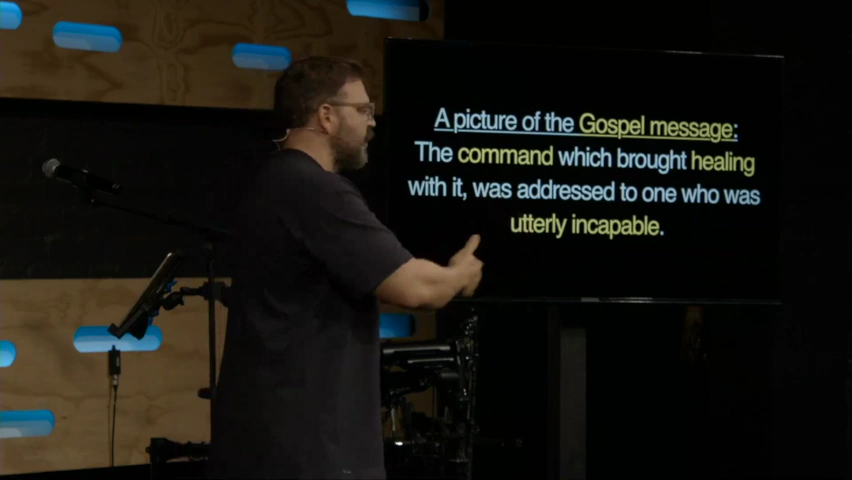 A picture of the Gospel message:
The command which brought healing
with it, was addressed to one who was
utterly incapable.